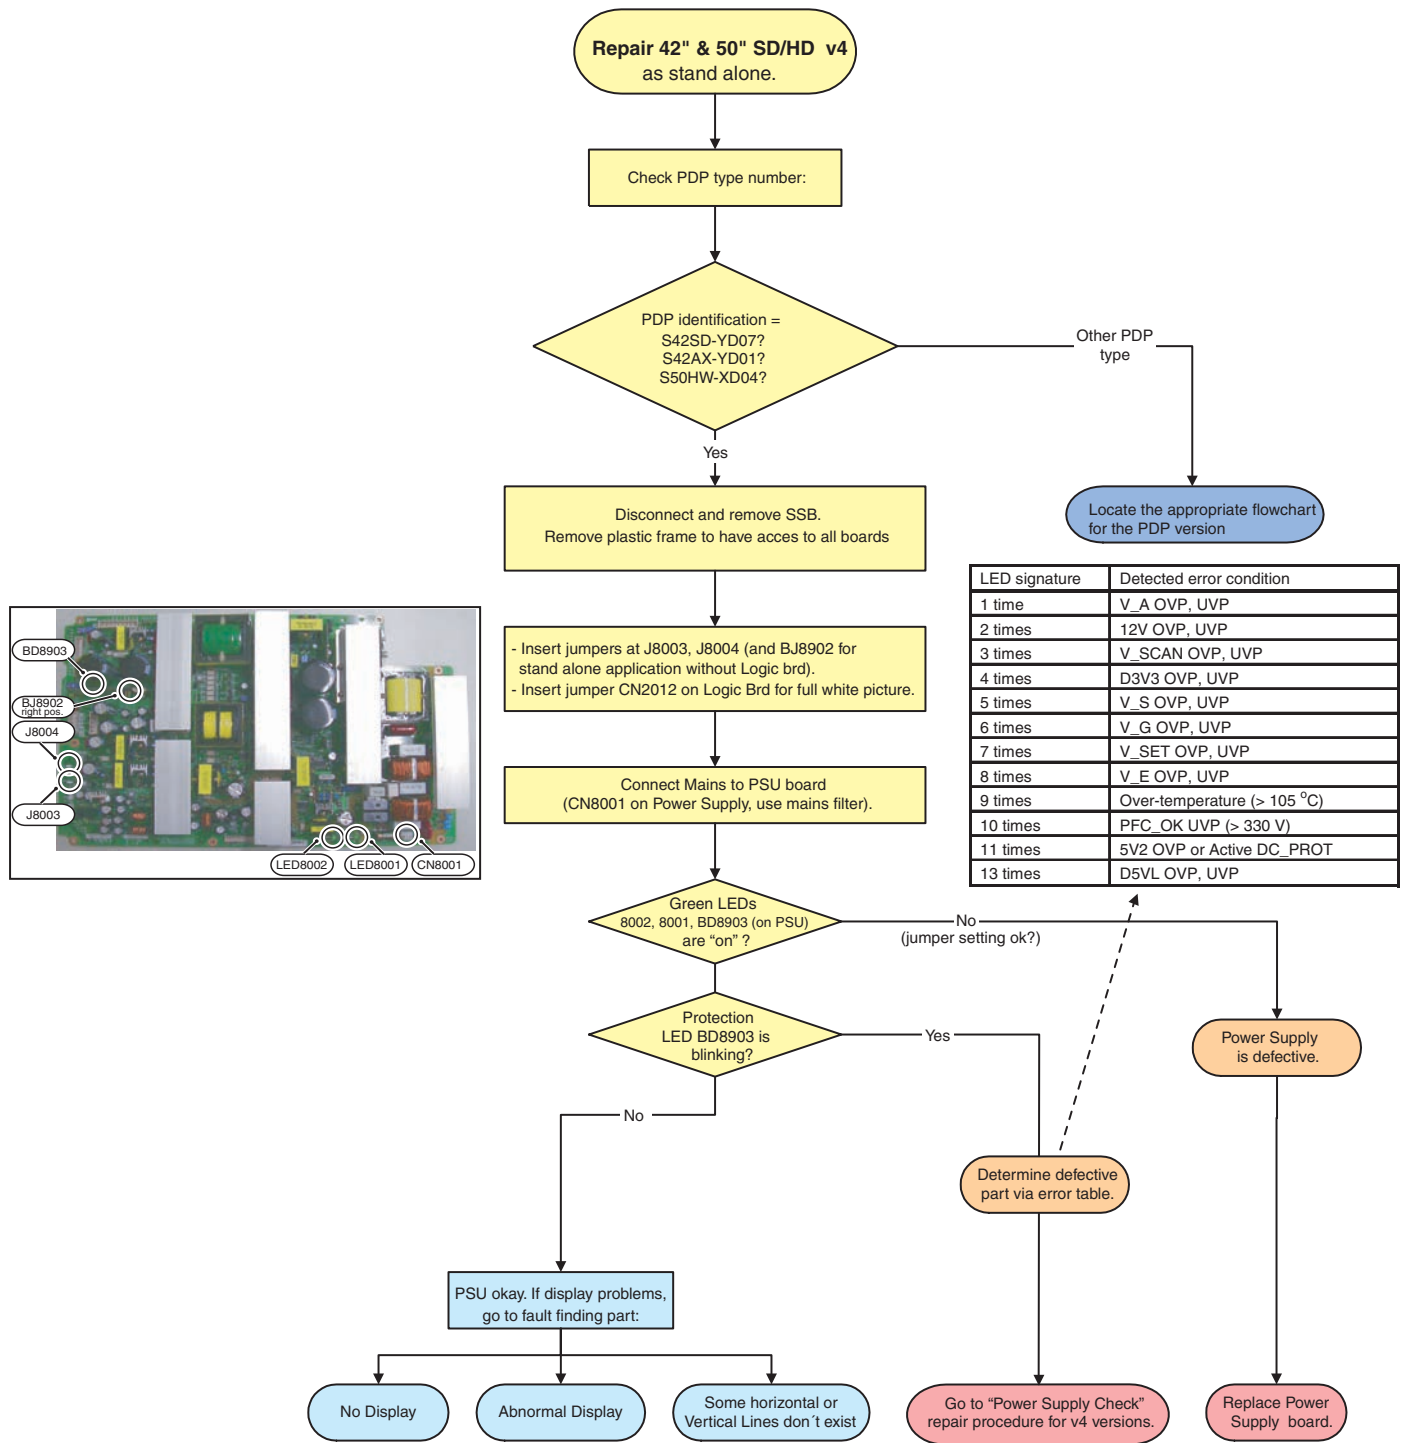 Repair 42" & 50" SD/HD v4
as stand alone.
Check PDP type number:
PDP identification =
S42SD-YD07?
S42AX-YD01?
S50HW-XD04?
Other PDP
type
Yes
Locate the appropriate flowchart
for the PDP version
Disconnect and remove SSB.
Remove plastic frame to have acces to all boards
LED signature Detected error condition
1 time V_A OVP, UVP
2 times 12V OVP, UVP
3 times V_SCAN OVP, UVP
4 times D3V3 OVP, UVP
5 times V_S OVP, UVP
6 times V_G OVP, UVP
7 times V_SET OVP, UVP
8 times V_E OVP, UVP
9 times Over-temperature (> 105 °C)
10 times PFC_OK UVP (> 330 V)
11 times 5V2 OVP or Active DC_PROT
13 times D5VL OVP, UVP
BD8903
BJ8902
right pos.
J8004
J8003
LED8002 LED8001 CN8001
- Insert jumpers at J8003, J8004 (and BJ8902 for
stand alone application without Logic brd).
- Insert jumper CN2012 on Logic Brd for full white picture.
Connect Mains to PSU board
(CN8001 on Power Supply, use mains filter).
Green LEDs
8002, 8001, BD8903 (on PSU)
are “on” ?
No
(jumper setting ok?)
Protection
LED BD8903 is
blinking?
Yes
Power Supply
is defective.
No
Determine defective
part via error table.
PSU okay. If display problems,
go to fault finding part:
No Display
Abnormal Display
Some horizontal or
Vertical Lines don´t exist
Go to “Power Supply Check”
repair procedure for v4 versions.
Replace Power
Supply board.